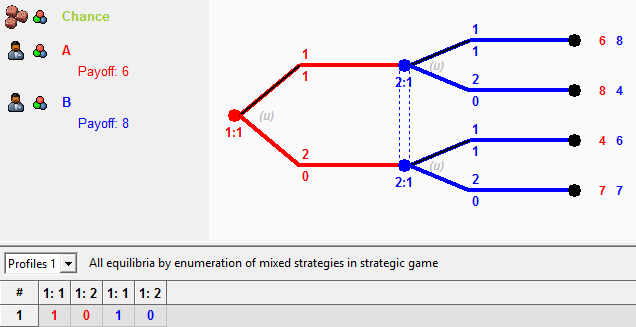 Chance
A
Payoff: 6
B
Payoff: 8
1:1
(u)
1
1
2
0
2:1
(u)
1
1
2
0
6 8
8 4
2:1
(u)
1
1
2
0
4 6
7 7
Profiles 1 All equilibria by enumeration of mixed strategies in strategic game
# 1: 1 1: 2 1: 1 1: 2
1 1 0 1 0